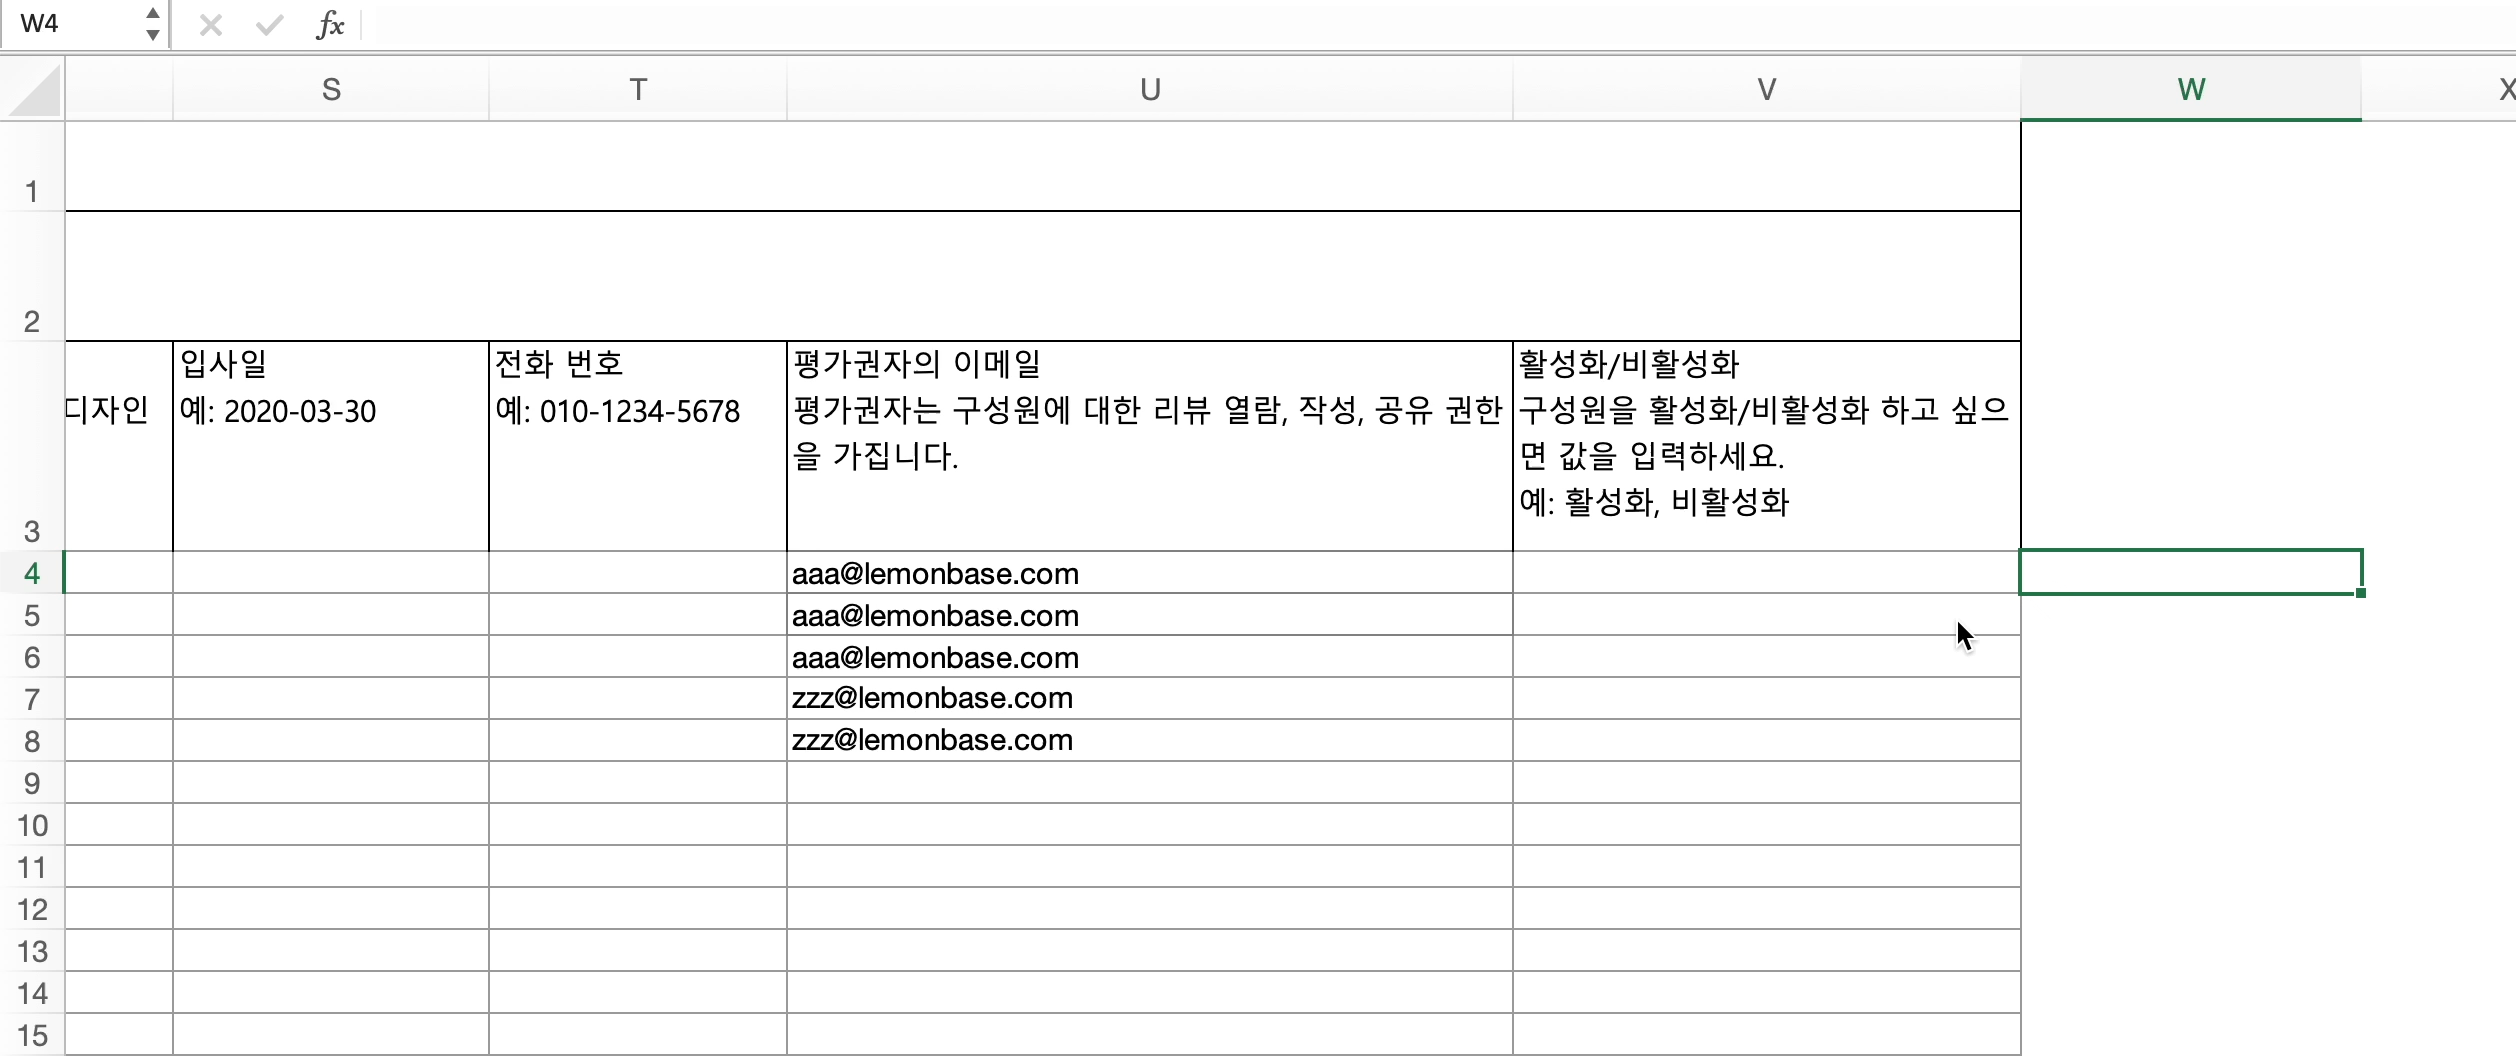 W4
fx
S T U V W X
1
2
입사일 전화 번호 평가권자의 이메일 활성화/비활성화
디자인 예: 2020-03-30 예: 010-1234-5678 평가권자는 구성원에 대한 리뷰 열람, 작성, 공유 권한 구성원을 활성화/비활성화 하고 싶으
을 가집니다. 면 값을 입력하세요.
예: 활성화, 비활성화
3
4 aaa@lemonbase.com
5 aaa@lemonbase.com
6 aaa@lemonbase.com
7 zzz@lemonbase.com
8 zzz@lemonbase.com
9
10
11
12
13
14
15